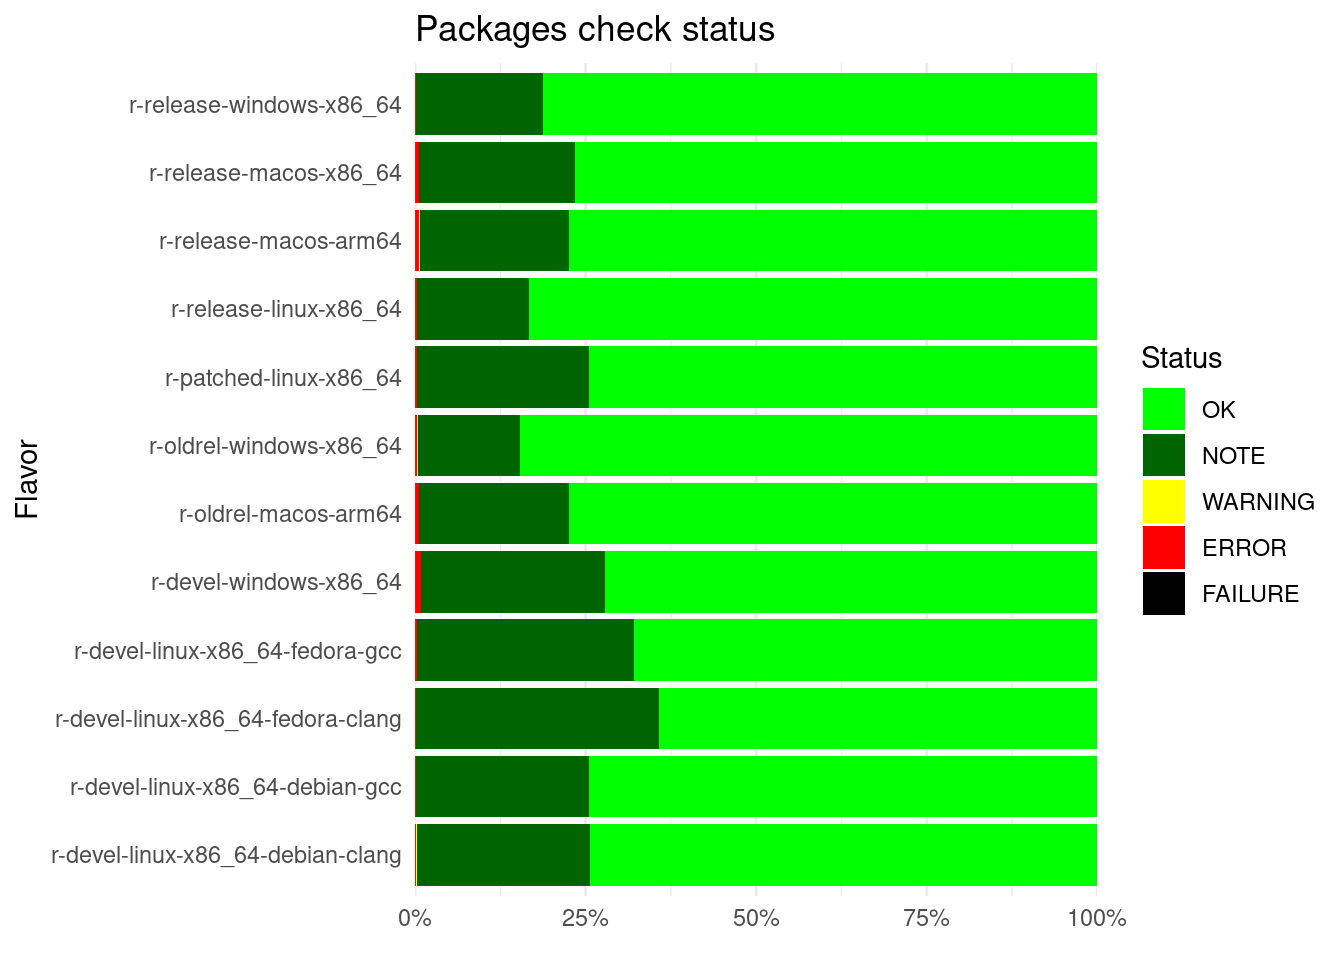 Packages check status
Flavor
r-release-windows-x86_64
r-release-macos-x86_64
r-release-macos-arm64
r-release-linux-x86_64
r-patched-linux-x86_64
r-oldrel-windows-x86_64
r-oldrel-macos-arm64
r-devel-windows-x86_64
r-devel-linux-x86_64-fedora-gcc
r-devel-linux-x86_64-fedora-clang
r-devel-linux-x86_64-debian-gcc
r-devel-linux-x86_64-debian-clang
0% 25% 50% 75% 100%
Status
OK
NOTE
WARNING
ERROR
FAILURE